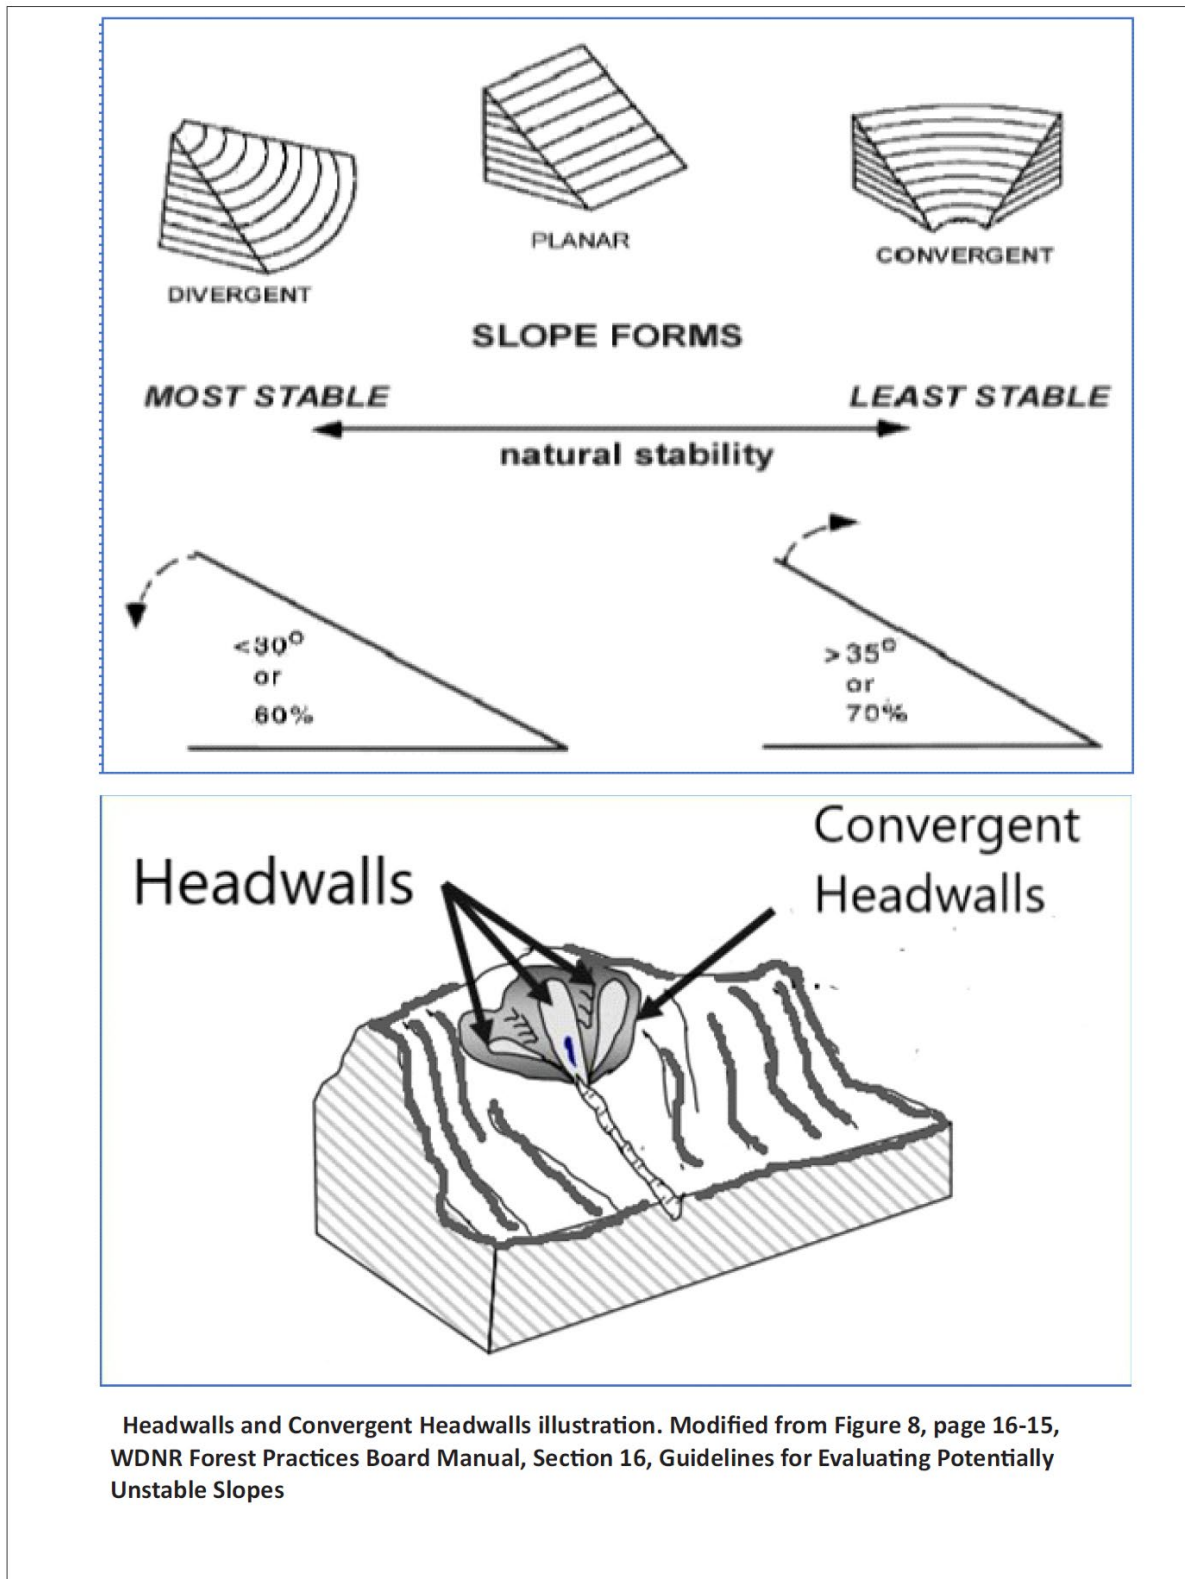 DIVERGENT
PLANAR
CONVERGENT
SLOPE FORMS
MOST STABLE
LEAST STABLE
natural stability
<30°
or
60%
>35°
or
70%
Headwalls
Convergent
Headwalls
Headwalls and Convergent Headwalls illustration. Modified from Figure 8, page 16-15,
WDNR Forest Practices Board Manual, Section 16, Guidelines for Evaluating Potentially
Unstable Slopes